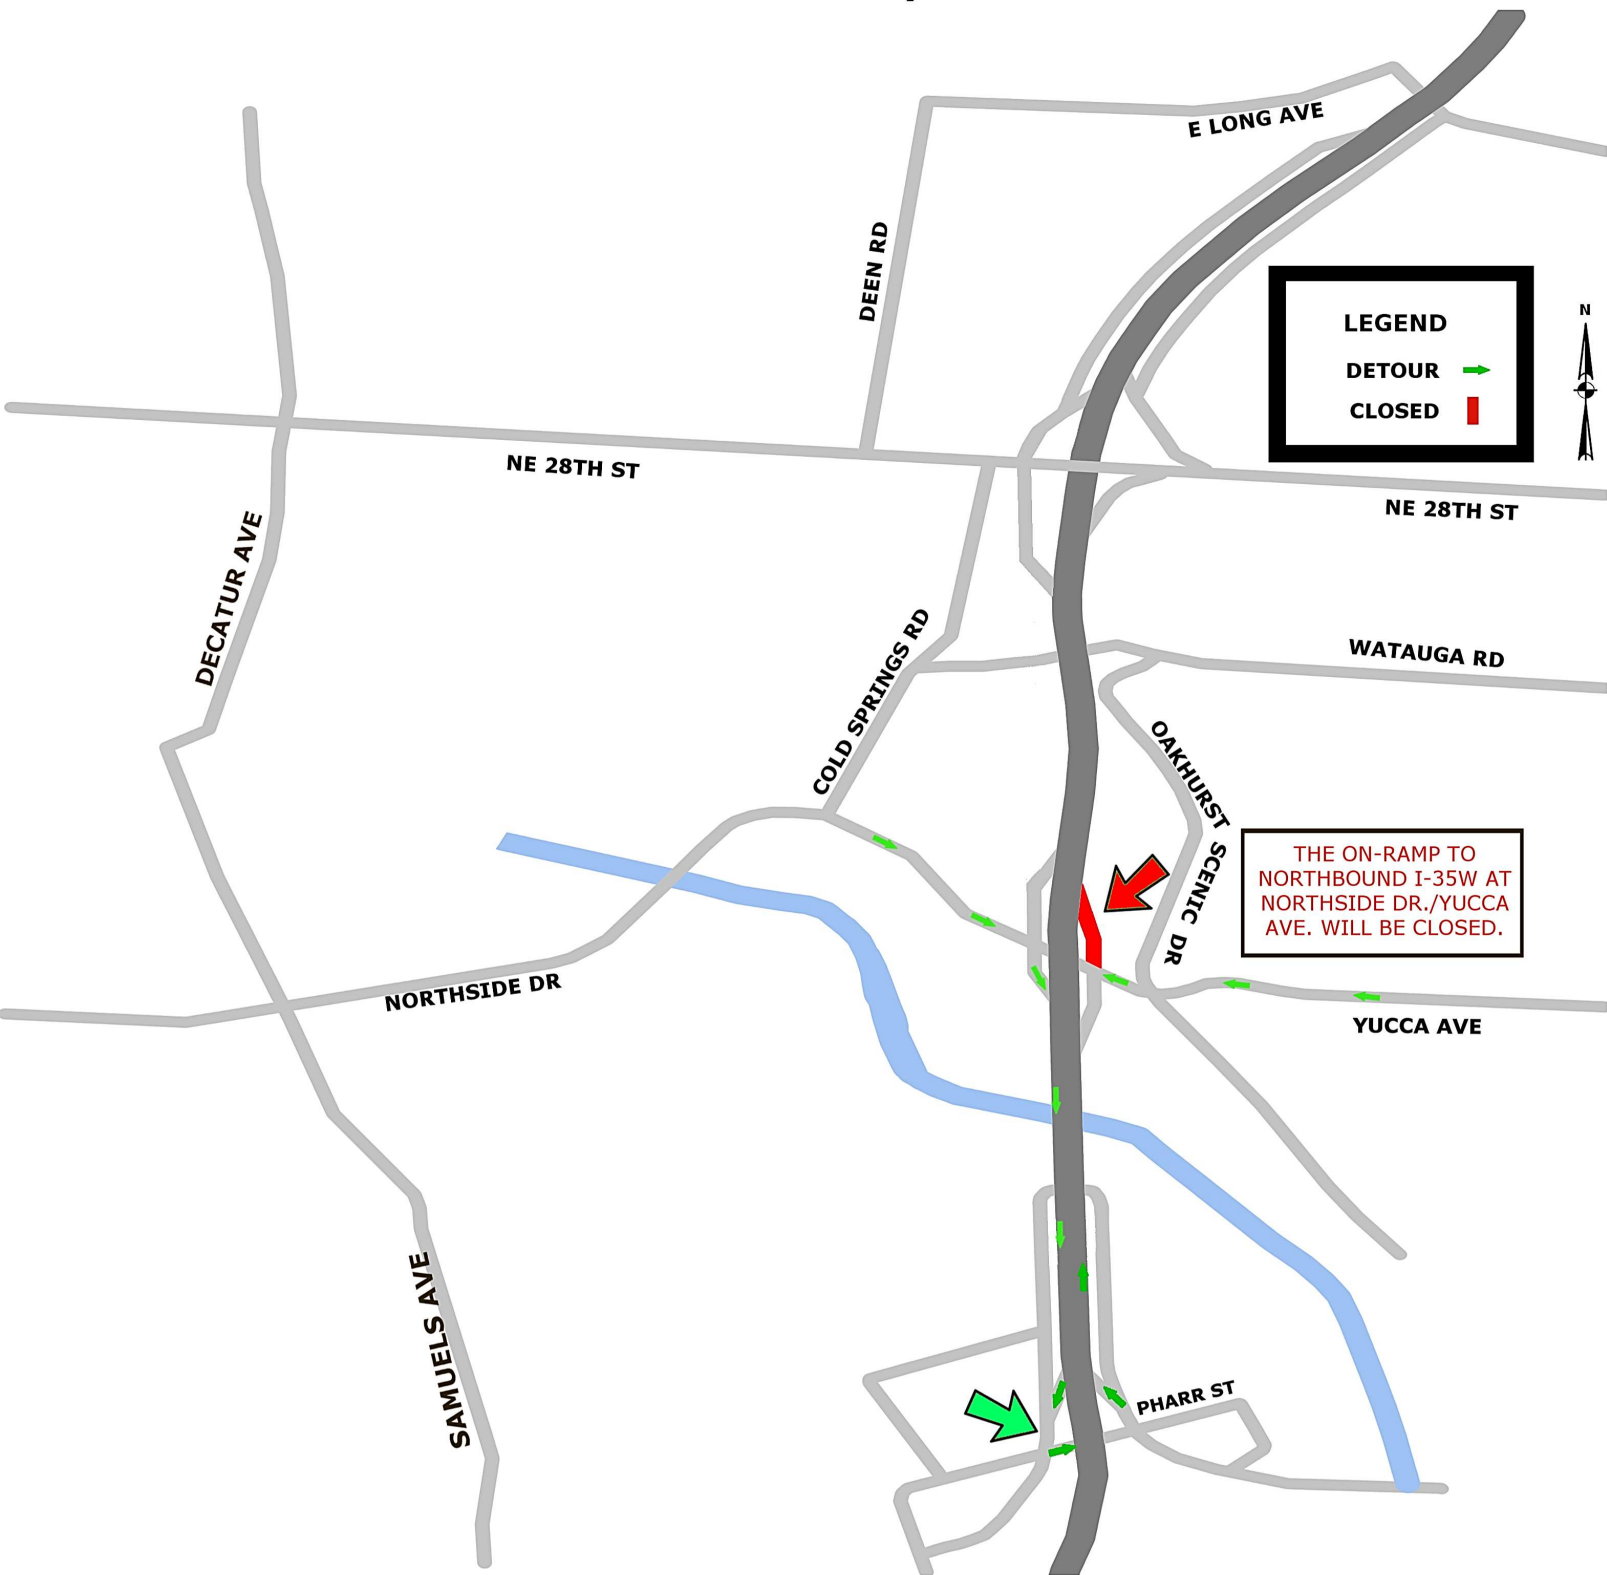 E LONG AVE
DEEN RD
LEGEND
DETOUR
CLOSED
N
NE 28TH ST
NE 28TH ST
DECATUR AVE
COLD SPRINGS RD
WATAUGA RD
OAKHURST SCENIC DR
THE ON-RAMP TO
NORTHBOUND I-35W AT
NORTHSIDE DR./YUCCA
AVE. WILL BE CLOSED.
NORTHSIDE DR
YUCCA AVE
SAMUELS AVE
PHARR ST